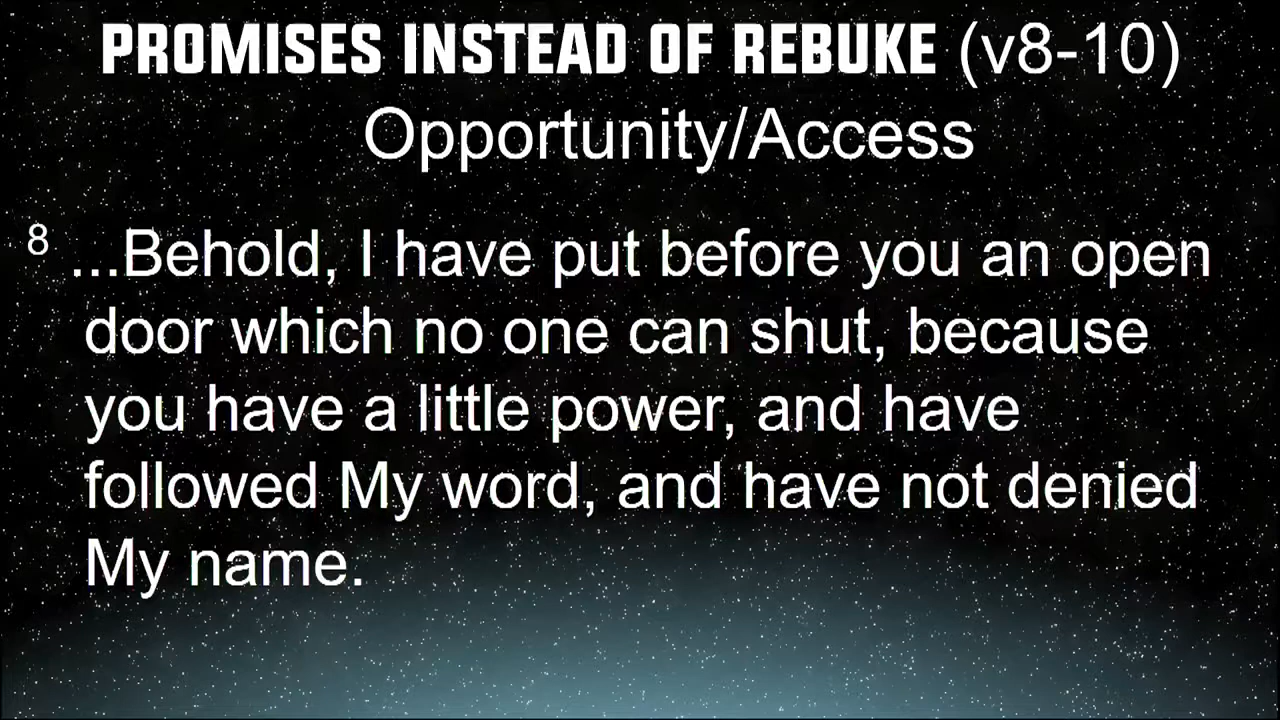 PROMISES INSTEAD OF REBUKE (v8-10)
Opportunity/Access
8 ...Behold, I have put before you an open
door which no one can shut, because
you have a little power, and have
followed My word, and have not denied
My name.